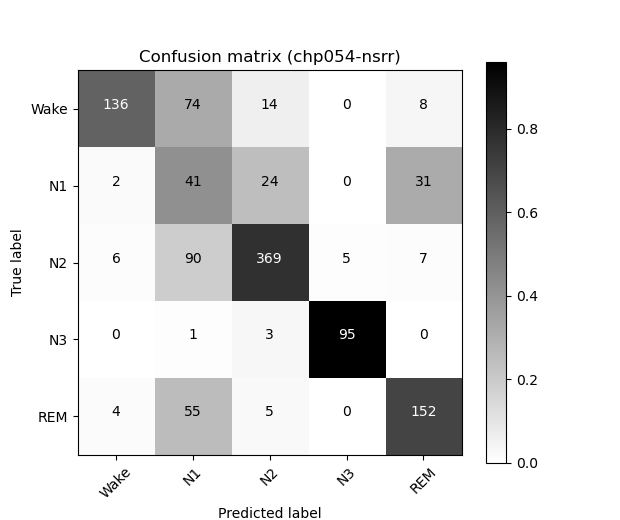 Confusion matrix (chp054-nsrr)
Wake 136 74 14 0 8
N1 2 41 24 0 31
N2 6 90 369 5 7
N3 0 1 3 95 0
REM 4 55 5 0 152
Wake N1 N2 N3 REM
Predicted label
True label
0.8
0.6
0.4
0.2
0.0